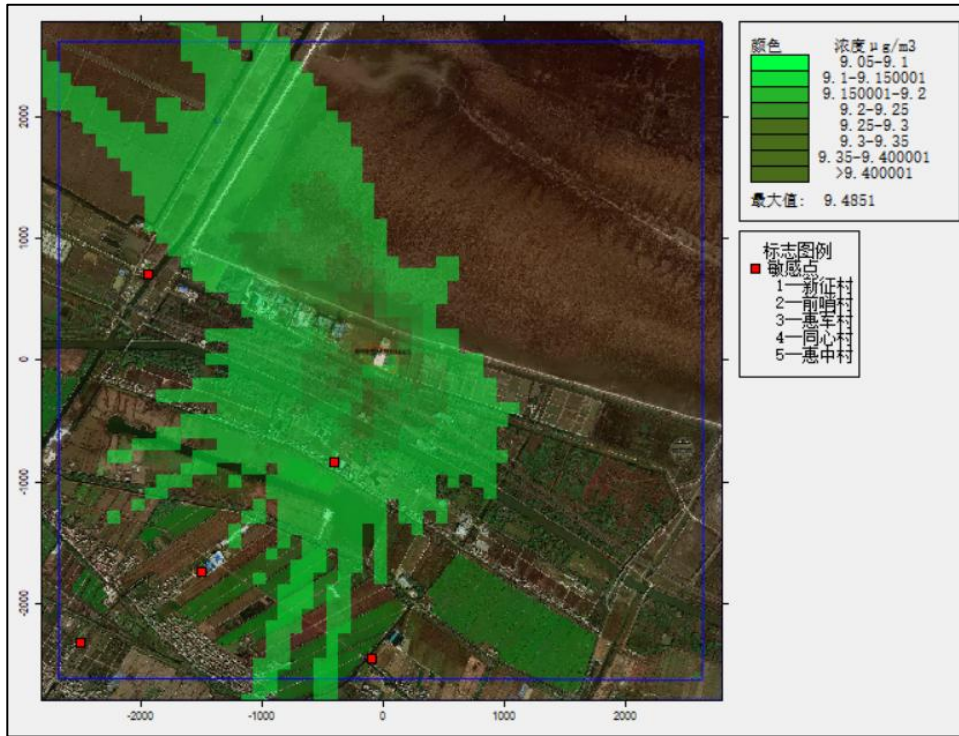 颜色 浓度μg/m3
9.05-9.1
9.1-9.150001
9.150001-9.2
9.2-9.25
9.25-9.3
9.3-9.35
9.35-9.400001
>9.400001
最大值: 9.4851
标志图例
敏感点
1—新征村
2—前哨村
3—惠车村
4—同心村
5—惠中村
2000
1000
0
-1000
-2000
-2000 -1000 0 1000 2000